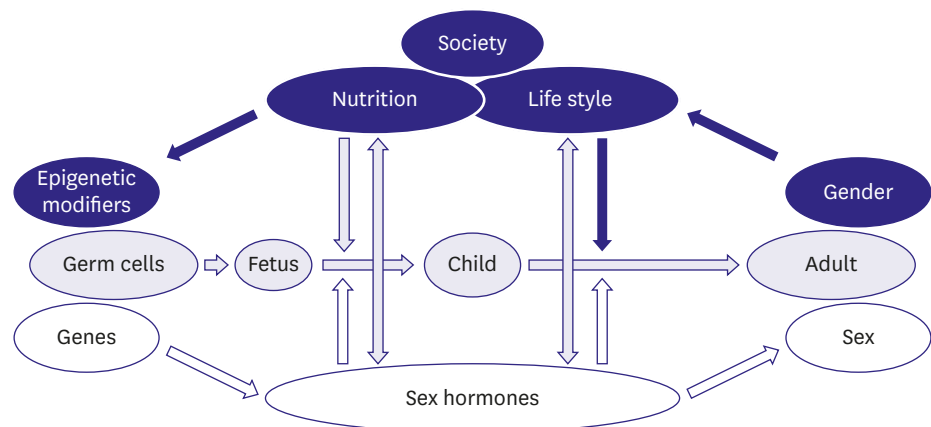 Society
Nutrition
Life style
Epigenetic
modifiers
Gender
Germ cells
Fetus
Child
Adult
Genes
Sex
Sex hormones